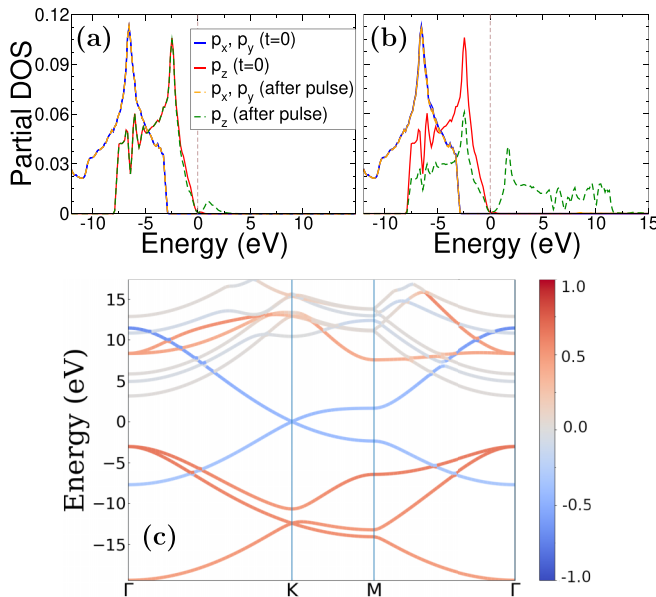 0.12
0.09
0.06
0.03
0
Partial DOS
(a)
p_x, p_y (t=0)
p_z (t=0)
p_x, p_y (after pulse)
p_z (after pulse)
-10 -5 0 5 10
Energy (eV)
(b)
-10 -5 0 5 10 15
Energy (eV)
15
10
5
0
−5
−10
−15
Energy (eV)
(c)
Γ K M Γ
1.0
0.5
0.0
-0.5
-1.0